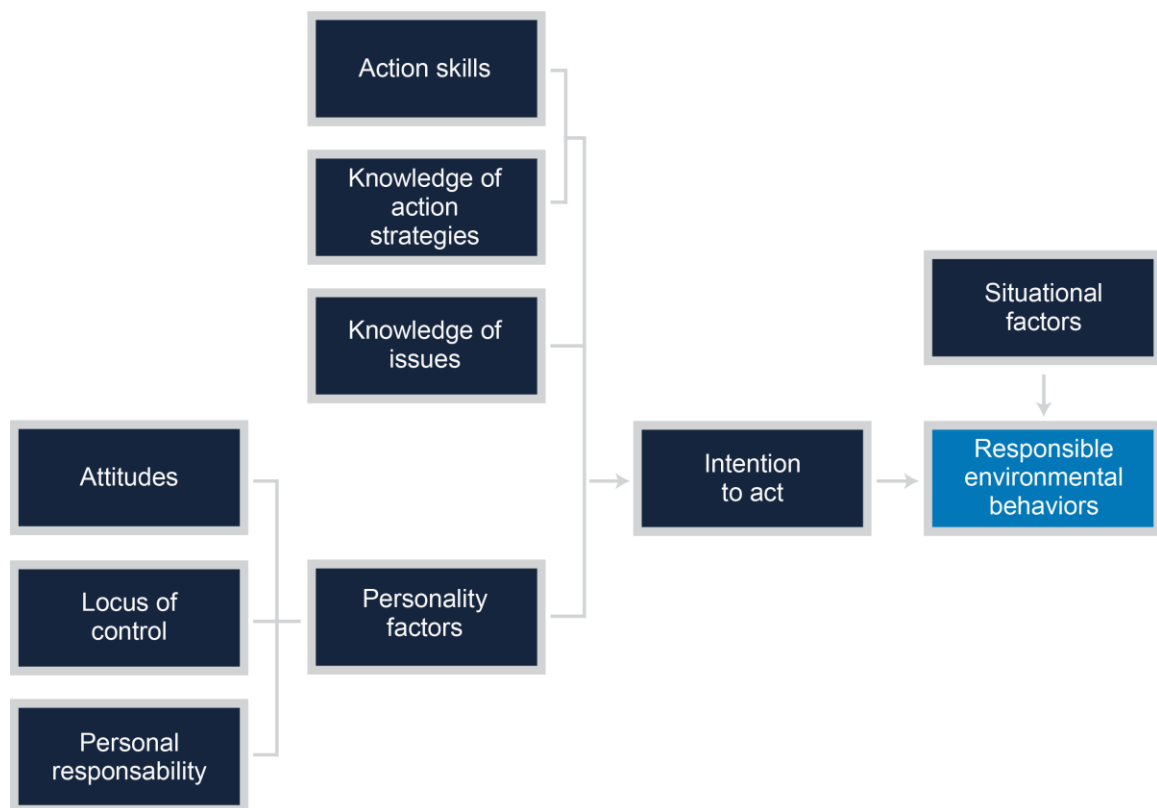 Action skills
Knowledge of
action
strategies
Knowledge of
issues
Situational
factors
Attitudes
Intention
to act
Responsible
environmental
behaviors
Locus of
control
Personality
factors
Personal
responsability